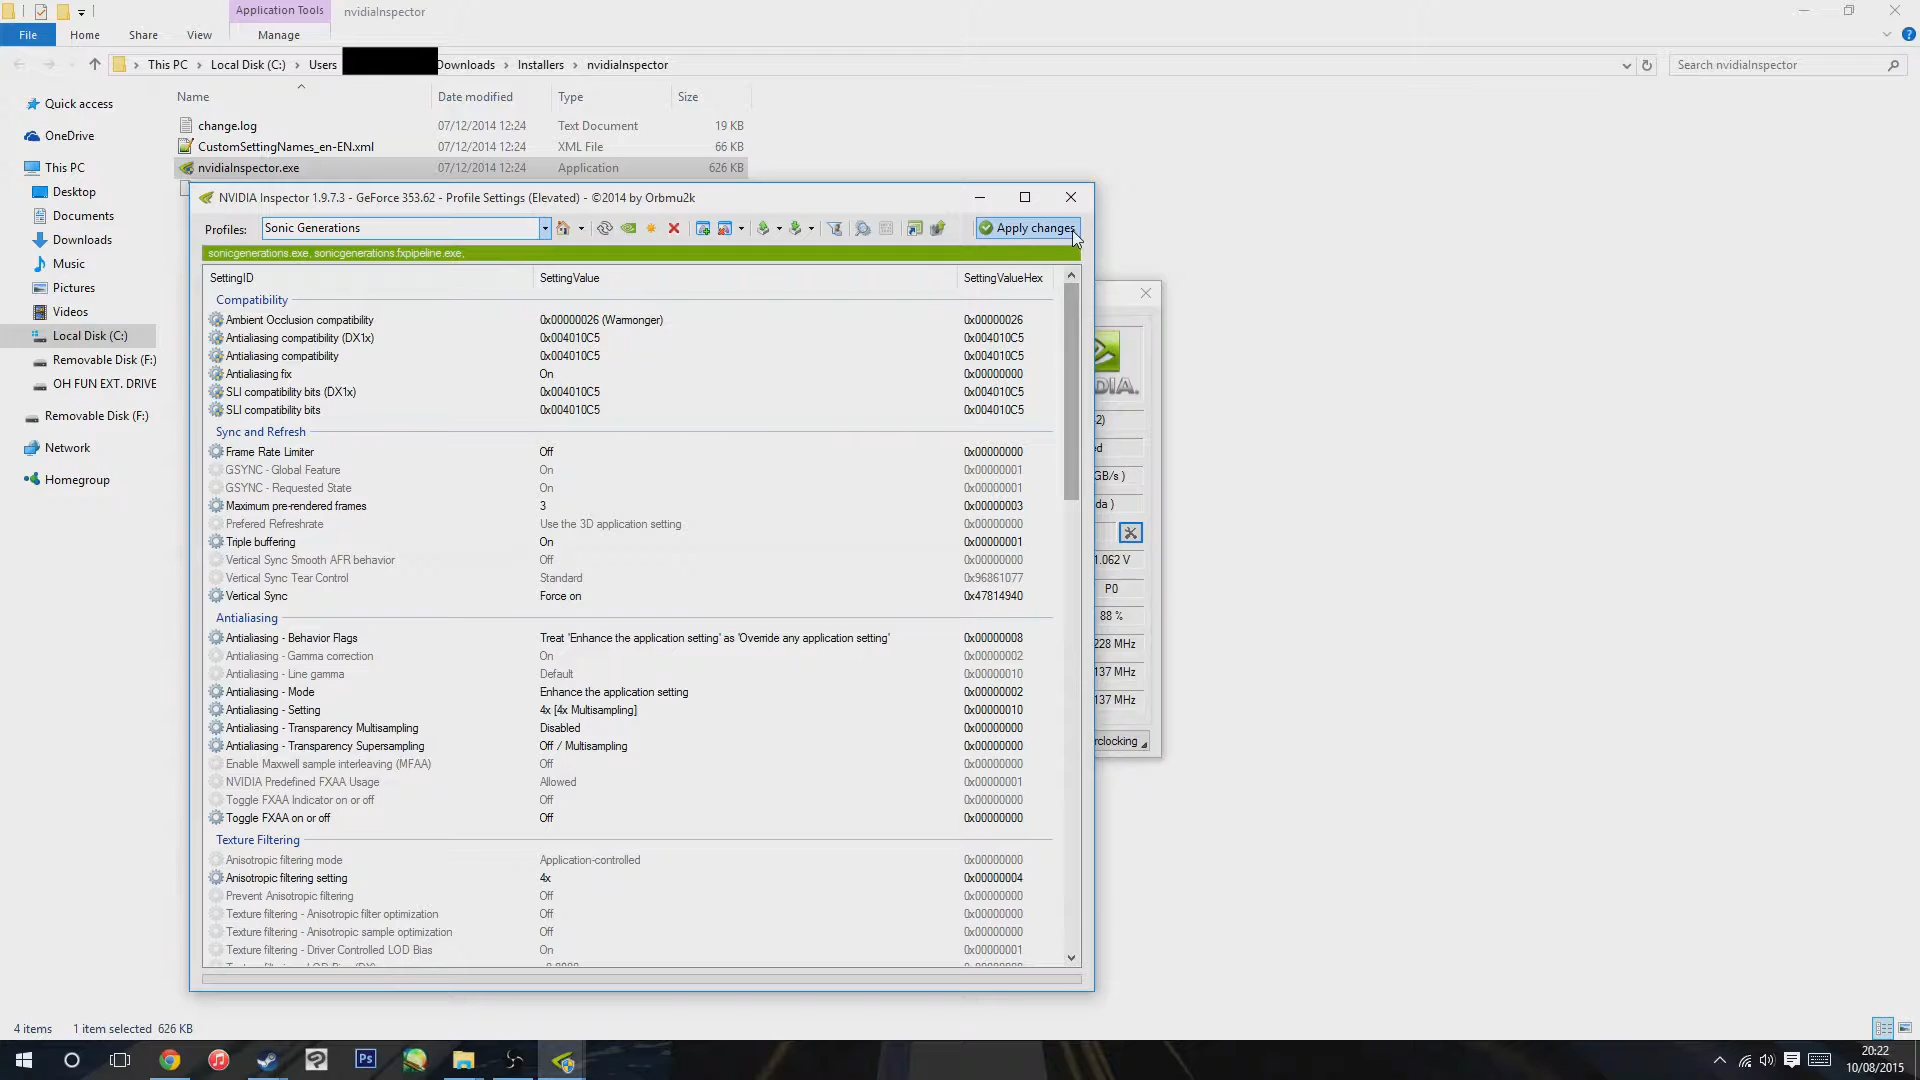 Application Tools
nvidiaInspector
File Home Share View Manage
This PC Local Disk (C:) Users Downloads Installers nvidiaInspector
Search nvidiaInspector
Name Date modified Type Size
change.log 07/12/2014 12:24 Text Document 19 KB
CustomSettingNames_en-EN.xml 07/12/2014 12:24 XML File 66 KB
nvidiaInspector.exe 07/12/2014 12:24 Application 626 KB
Quick access
OneDrive
This PC
Desktop
Documents
Downloads
Music
Pictures
Videos
Local Disk (C:)
Removable Disk (F:)
OH FUN EXT. DRIVE
Removable Disk (F:)
Network
Homegroup
NVIDIA Inspector 1.9.7.3 - GeForce 353.62 - Profile Settings (Elevated) - ©2014 by Orbmu2k
Profiles: Sonic Generations Apply changes
sonicgenerations.exe, sonicgenerations.fxpipeline.exe,
SettingID SettingValue SettingValueHex
Compatibility
Ambient Occlusion compatibility 0x00000026 (Warmonger) 0x00000026
Antialiasing compatibility (DX1x) 0x004010C5 0x004010C5
Antialiasing compatibility 0x004010C5 0x004010C5
Antialiasing fix On 0x00000000
SLI compatibility bits (DX1x) 0x004010C5 0x004010C5
SLI compatibility bits 0x004010C5 0x004010C5
Sync and Refresh
Frame Rate Limiter Off 0x00000000
GSYNC - Global Feature On 0x00000001
GSYNC - Requested State On 0x00000001
Maximum pre-rendered frames 3 0x00000003
Prefered Refreshrate Use the 3D application setting 0x00000000
Triple buffering On 0x00000001
Vertical Sync Smooth AFR behavior Off 0x00000000
Vertical Sync Tear Control Standard 0x96861077
Vertical Sync Force on 0x47814940
Antialiasing
Antialiasing - Behavior Flags Treat 'Enhance the application setting' as 'Override any application setting' 0x00000008
Antialiasing - Gamma correction On 0x00000002
Antialiasing - Line gamma Default 0x00000010
Antialiasing - Mode Enhance the application setting 0x00000002
Antialiasing - Setting 4x [4x Multisampling] 0x00000010
Antialiasing - Transparency Multisampling Disabled 0x00000000
Antialiasing - Transparency Supersampling Off / Multisampling 0x00000000
Enable Maxwell sample interleaving (MFAA) Off 0x00000000
NVIDIA Predefined FXAA Usage Allowed 0x00000001
Toggle FXAA Indicator on or off Off 0x00000000
Toggle FXAA on or off Off 0x00000000
Texture Filtering
Anisotropic filtering mode Application-controlled 0x00000000
Anisotropic filtering setting 4x 0x00000004
Prevent Anisotropic filtering Off 0x00000000
Texture filtering - Anisotropic filter optimization Off 0x00000000
Texture filtering - Anisotropic sample optimization Off 0x00000000
Texture filtering - Driver Controlled LOD Bias On 0x00000001
DIA.
2)
ed
GB/s )
da )
1.062 V
P0
88 %
228 MHz
137 MHz
137 MHz
rclocking
4 items 1 item selected 626 KB
Ps
20:22
10/08/2015